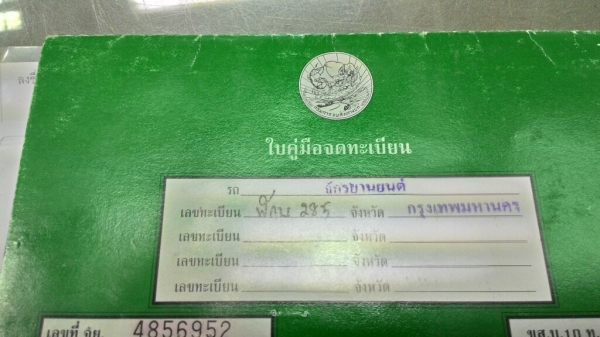 ใบคู่มือจดทะเบียน
รถ จักรยานยนต์
เลขทะเบียน 285 จังหวัด กรุงเทพมหานคร
เลขทะเบียน จังหวัด
เลขทะเบียน จังหวัด
เลขทะเบียน จังหวัด
เลขที่ จย. 4856952